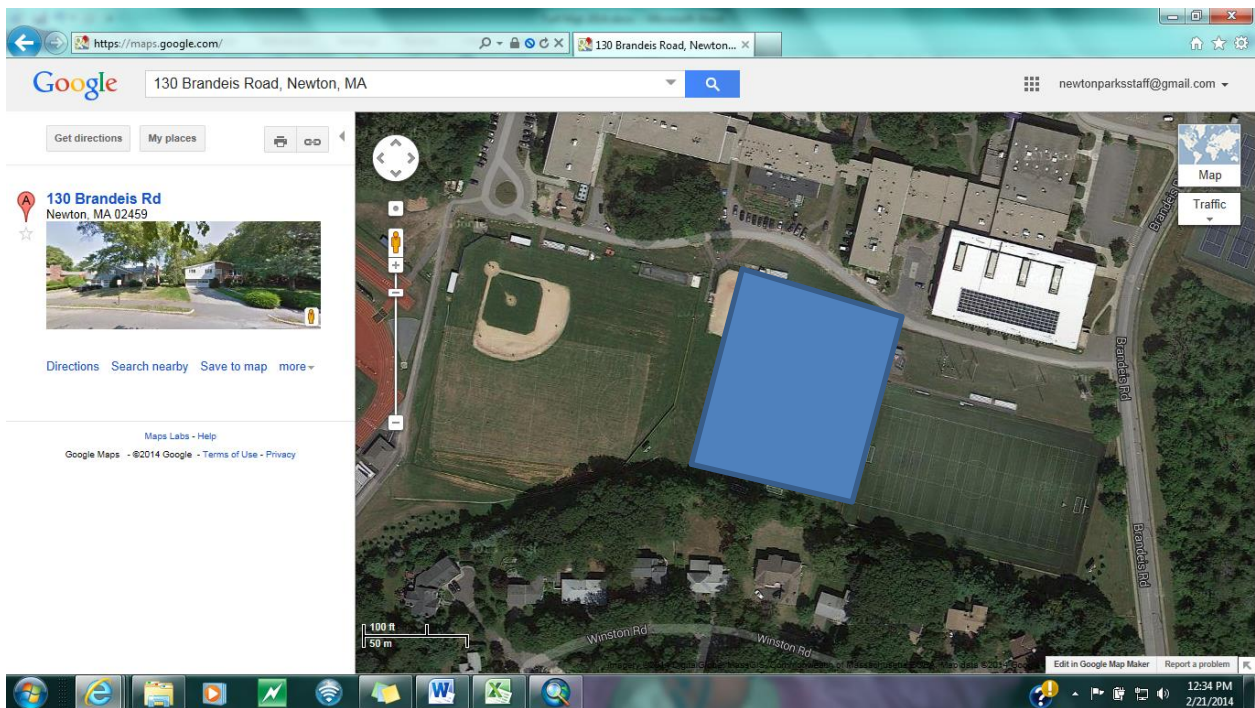 https://maps.google.com/
130 Brandeis Road, Newton...
Google
130 Brandeis Road, Newton, MA
newtonparksstaff@gmail.com
Get directions
My places
Map
Traffic
A
130 Brandeis Rd
Newton, MA 02459
Directions Search nearby Save to map more
Maps Labs - Help
Google Maps - ©2014 Google - Terms of Use - Privacy
Brandeis
Brandeis Rd
Brandeis Rd
Winston Rd
Winston Rd
100 ft
50 m
Edit in Google Map Maker Report a problem
12:34 PM
2/21/2014